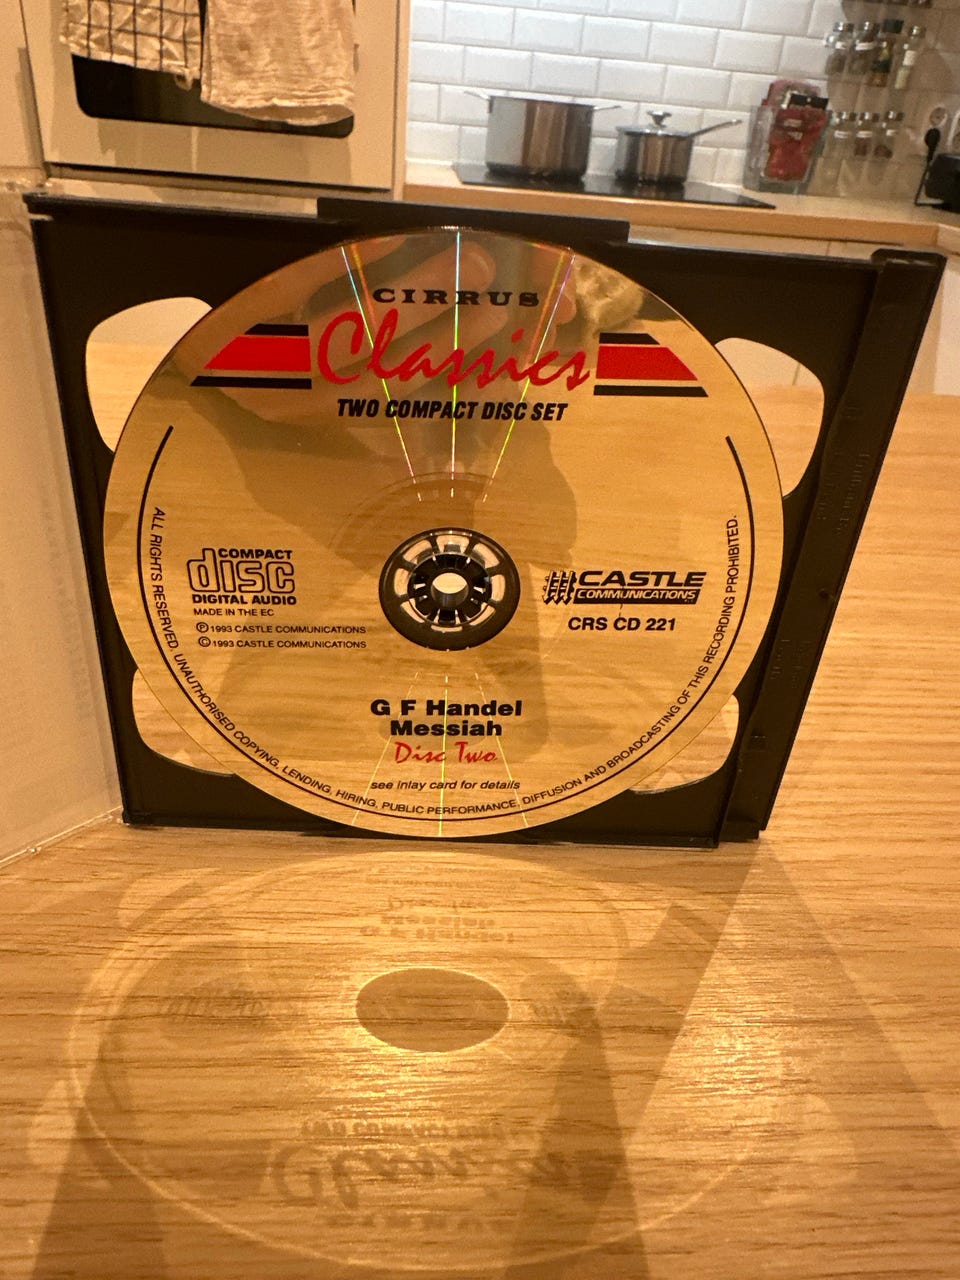 CIRRUS
Classics
TWO COMPACT DISC SET
COMPACT
disc
DIGITAL AUDIO
MADE IN THE EC
Ⓟ 1993 CASTLE COMMUNICATIONS
© 1993 CASTLE COMMUNICATIONS
CASTLE
COMMUNICATIONS
CRS CD 221
G F Handel
Messiah
Disc Two
see inlay card for details
ALL RIGHTS RESERVED. UNAUTHORISED COPYING, LENDING, HIRING, PUBLIC PERFORMANCE, DIFFUSION AND BROADCASTING OF THIS RECORDING PROHIBITED.